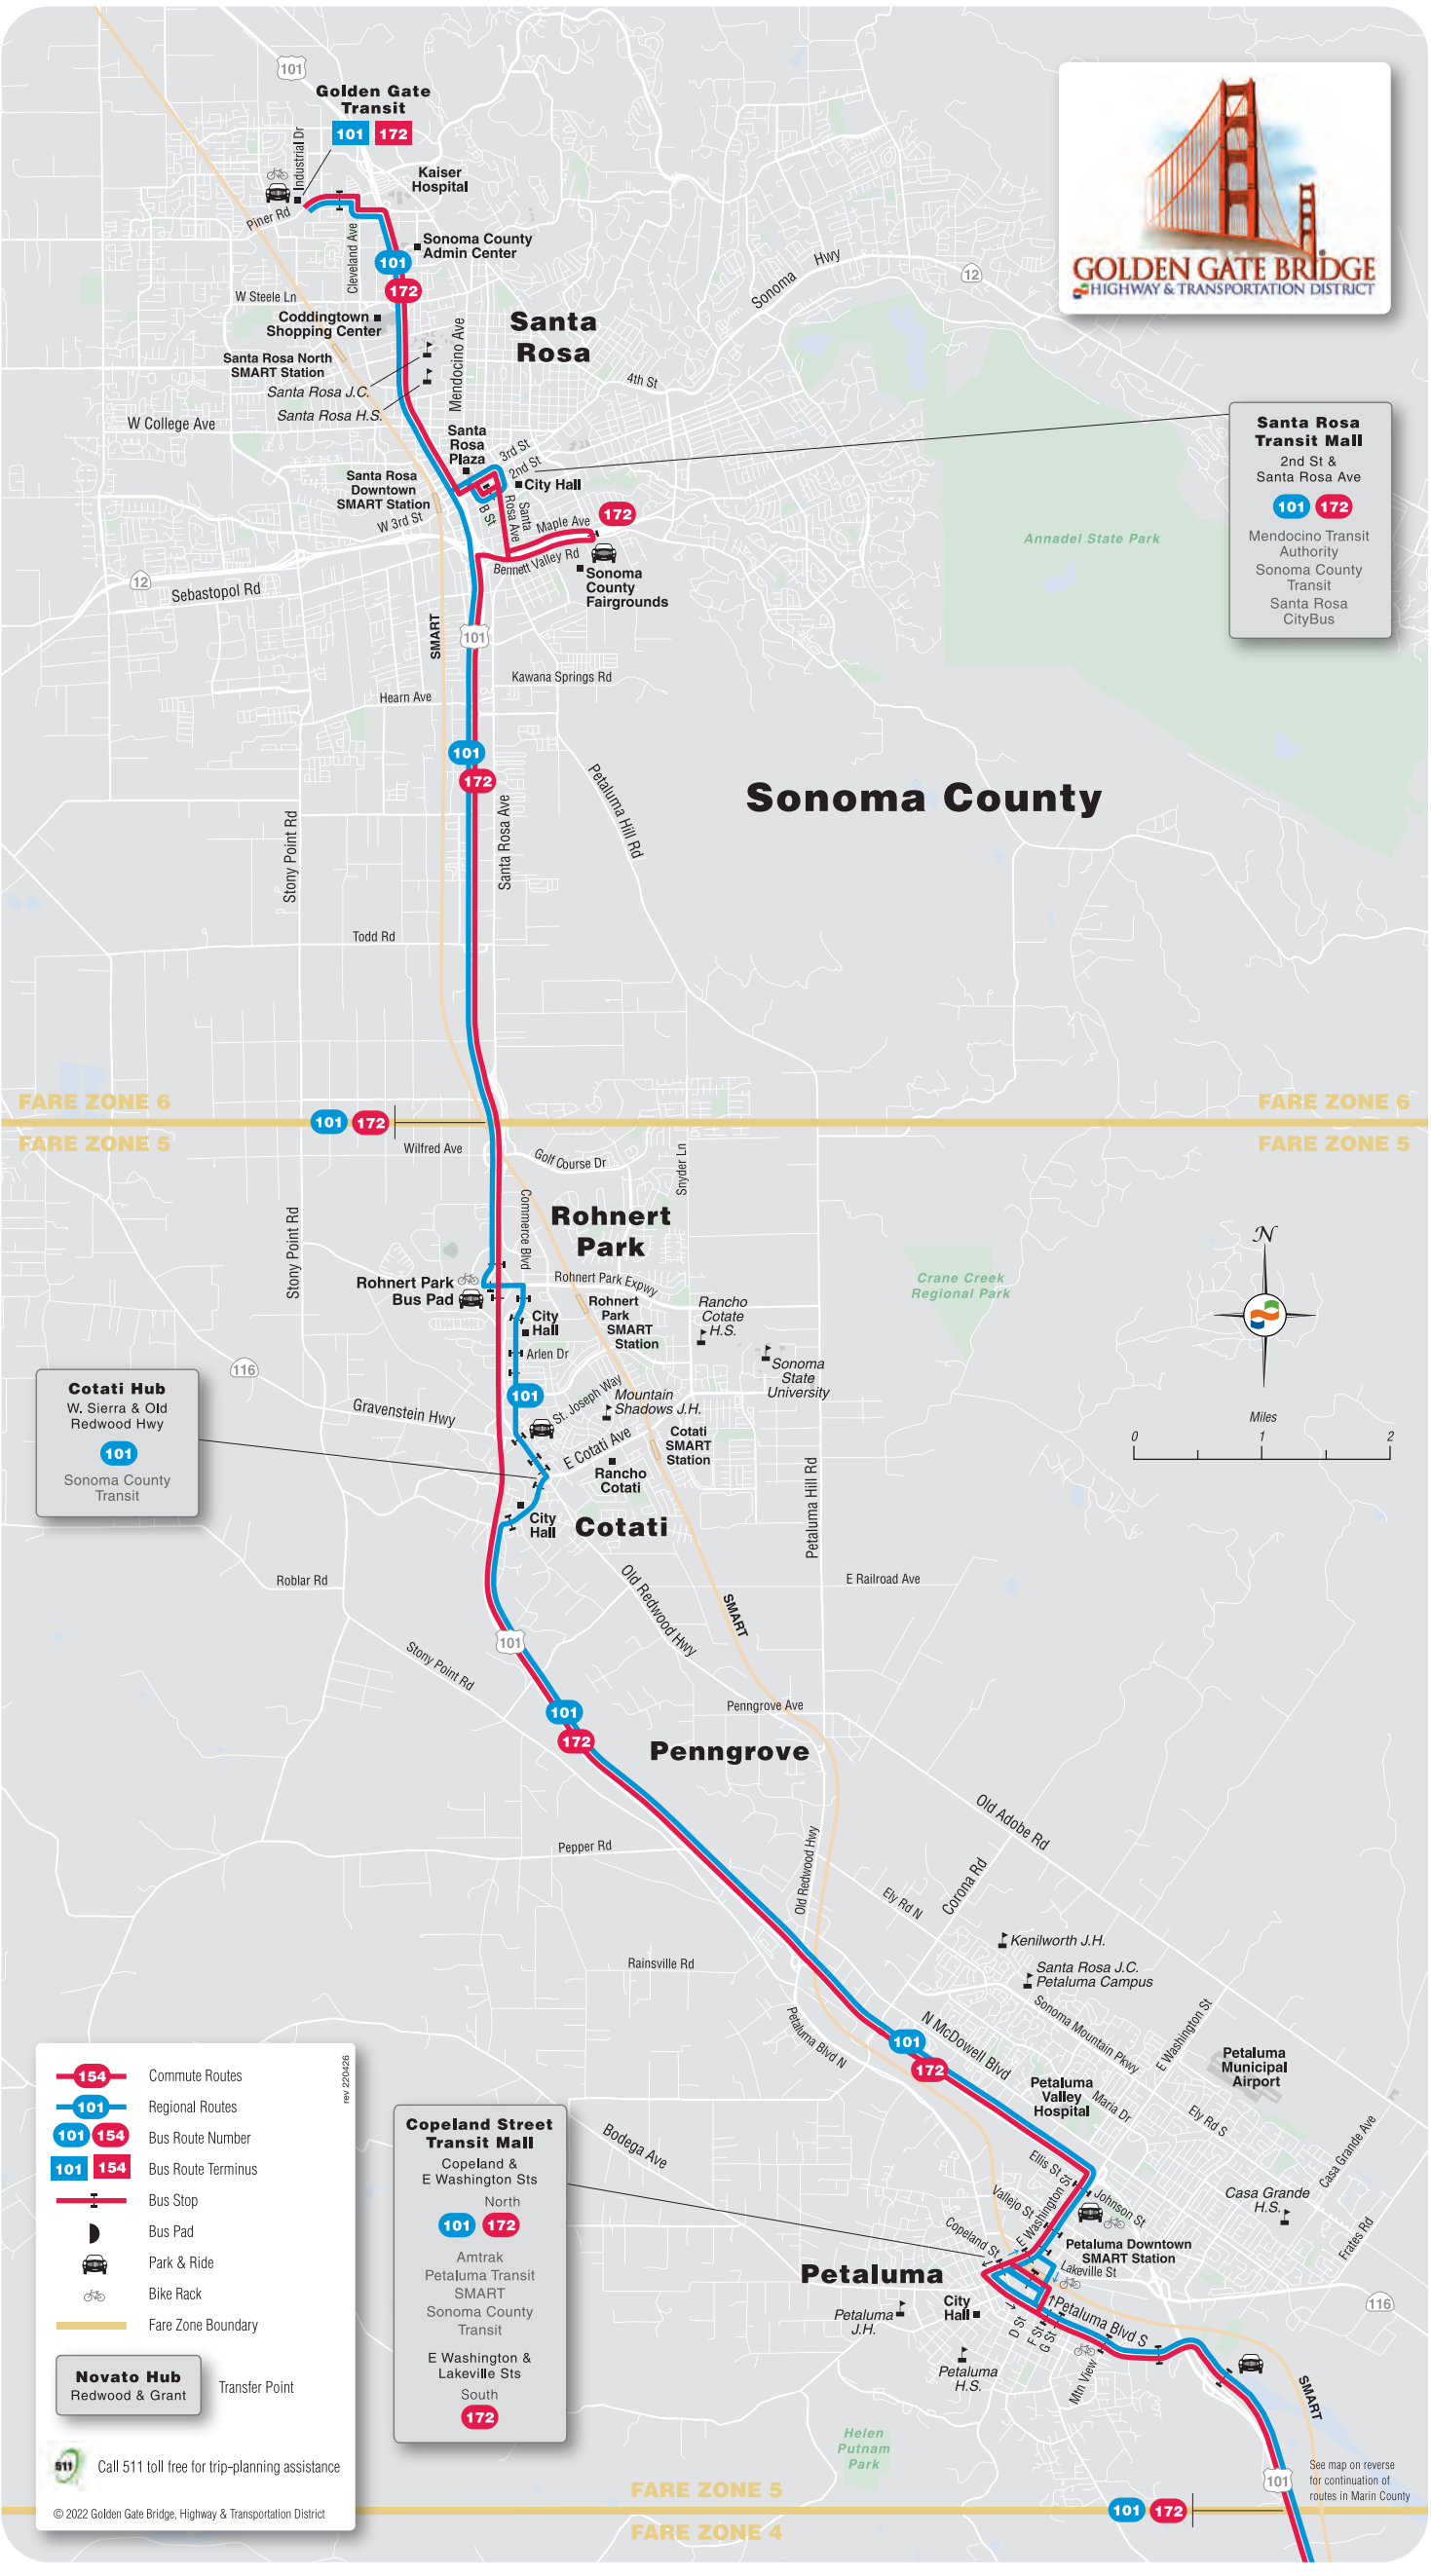 101
Golden Gate
Transit
101 172
Industrial Dr
Piner Rd
Kaiser
Hospital
Cleveland Ave
Sonoma County
Admin Center
101
172
W Steele Ln
Coddingtown
Shopping Center
Santa Rosa North
SMART Station
Santa Rosa J.C.
Santa Rosa H.S.
Mendocino Ave
Santa
Rosa
4th St
Sonoma Hwy
12
GOLDEN GATE BRIDGE
HIGHWAY & TRANSPORTATION DISTRICT
W College Ave
Santa
Rosa
Plaza
3rd St
2nd St
City Hall
Santa Rosa
Downtown
SMART Station
W 3rd St
B St
Santa
Rosa Ave
Maple Ave
172
Bennett Valley Rd
Sonoma
County
Fairgrounds
Santa Rosa
Transit Mall
2nd St &
Santa Rosa Ave
101 172
Mendocino Transit
Authority
Sonoma County
Transit
Santa Rosa
CityBus
Annadel State Park
12
Sebastopol Rd
SMART
101
Kawana Springs Rd
Hearn Ave
101
172
Petaluma Hill Rd
Sonoma County
Stony Point Rd
Santa Rosa Ave
Todd Rd
FARE ZONE 6
FARE ZONE 6
101 172
FARE ZONE 5
FARE ZONE 5
Wilfred Ave
Golf Course Dr
Snyder Ln
Stony Point Rd
Commerce Blvd
Rohnert
Park
Rohnert Park
Bus Pad
Rohnert Park Expwy
City
Hall
Rohnert
Park
SMART
Station
Rancho
Cotate
H.S.
Crane Creek
Regional Park
N
Arlen Dr
Sonoma
State
University
116
Cotati Hub
W. Sierra & Old
Redwood Hwy
101
Sonoma County
Transit
Gravenstein Hwy
101
St. Joseph Way
Mountain
Shadows J.H.
E Cotati Ave
Cotati
SMART
Station
Rancho
Cotati
Miles
0 1 2
City
Hall
Cotati
Petaluma Hill Rd
Roblar Rd
Old Redwood Hwy
E Railroad Ave
SMART
101
Stony Point Rd
Penngrove Ave
101
172
Penngrove
Old Adobe Rd
Pepper Rd
Old Redwood Hwy
Ely Rd N
Corona Rd
Kenilworth J.H.
Rainsville Rd
Santa Rosa J.C.
Petaluma Campus
Petaluma Blvd N
101
172
N McDowell Blvd
Sonoma Mountain Pkwy
E Washington St
Petaluma
Municipal
Airport
Petaluma
Valley
Hospital
Maria Dr
Ely Rd S
Casa Grande Ave
Bodega Ave
Ellis St
Vallejo St
E Washington St
Johnson St
Casa Grande
H.S.
Frates Rd
Copeland St
Petaluma Downtown
SMART Station
Lakeville St
Petaluma
116
Petaluma
J.H.
City
Hall
D St
F St
G St
Petaluma Blvd S
Petaluma
H.S.
Mtn View
SMART
Helen
Putnam
Park
101
See map on reverse
for continuation of
routes in Marin County
FARE ZONE 5
101 172
FARE ZONE 4
Copeland Street
Transit Mall
Copeland &
E Washington Sts
North
101 172
Amtrak
Petaluma Transit
SMART
Sonoma County
Transit
E Washington &
Lakeville Sts
South
172
rev 220426
154 Commute Routes
101 Regional Routes
101 154 Bus Route Number
101 154 Bus Route Terminus
Bus Stop
Bus Pad
Park & Ride
Bike Rack
Fare Zone Boundary
Novato Hub
Redwood & Grant
Transfer Point
511 Call 511 toll free for trip-planning assistance
© 2022 Golden Gate Bridge, Highway & Transportation District